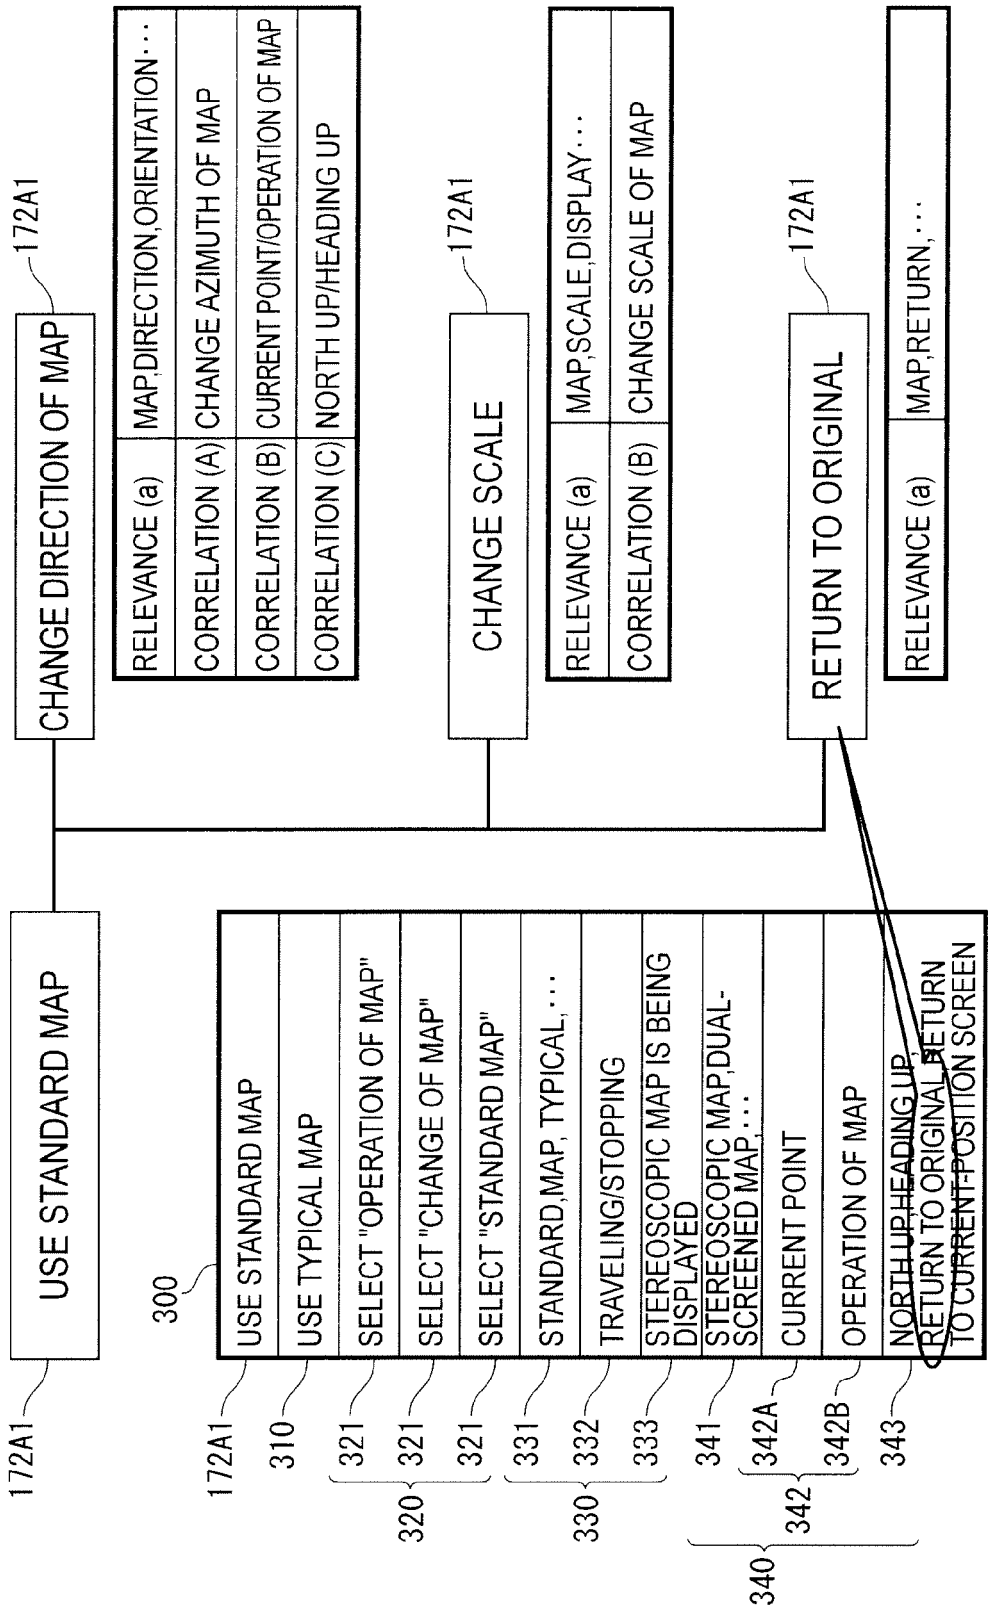 172A1
USE STANDARD MAP
CHANGE DIRECTION OF MAP
172A1
RELEVANCE (a) MAP,DIRECTION,ORIENTATION···
CORRELATION (A) CHANGE AZIMUTH OF MAP
CORRELATION (B) CURRENT POINT/OPERATION OF MAP
CORRELATION (C) NORTH UP/HEADING UP
CHANGE SCALE
172A1
RELEVANCE (a) MAP,SCALE,DISPLAY···
CORRELATION (B) CHANGE SCALE OF MAP
RETURN TO ORIGINAL
172A1
RELEVANCE (a) MAP,RETURN,···
300
172A1 USE STANDARD MAP
310 USE TYPICAL MAP
320
321 SELECT "OPERATION OF MAP"
321 SELECT "CHANGE OF MAP"
321 SELECT "STANDARD MAP"
330
331 STANDARD,MAP,TYPICAL,···
332 TRAVELING/STOPPING
333 STEREOSCOPIC MAP IS BEING
DISPLAYED
340
341 STEREOSCOPIC MAP,DUAL-
SCREENED MAP,···
342
342A CURRENT POINT
342B OPERATION OF MAP
343 NORTH UP,HEADING UP,
RETURN TO ORIGINAL,RETURN
TO CURRENT-POSITION SCREEN